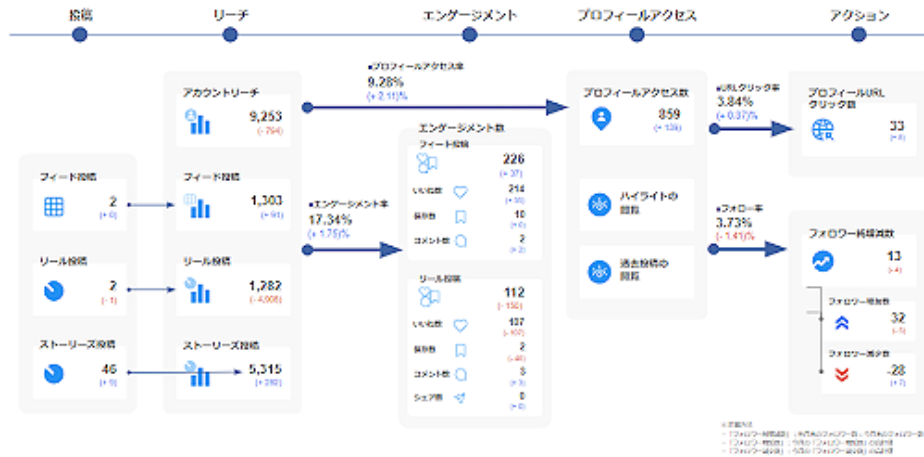 投稿
リーチ
エンゲージメント
プロフィールアクセス
アクション
アカウントリーチ
9,253
(- 794)
■プロフィールアクセス率
9.28%
(+ 2.11)%
プロフィールアクセス数
859
■URLクリック率
3.84%
(+ 0.37)%
プロフィールURL
クリック数
33
エンゲージメント数
フィード投稿
226
(+ 37)
いいね数
214
保存数
10
コメント数
2
フィード投稿
2
(+ 0)
フィード投稿
1,303
(+ 91)
■エンゲージメント率
17.34%
(+ 1.75)%
ハイライトの
閲覧
過去投稿の
閲覧
■フォロー率
3.73%
(- 1.41)%
フォロワー純増減数
13
(-4)
リール投稿
2
(- 1)
リール投稿
1,282
リール投稿
112
(- 150)
いいね数
107
保存数
2
コメント数
3
(+ 3)
シェア数
0
(+ 0)
フォロワー増加数
32
フォロワー減少数
-28
(+ 7)
ストーリーズ投稿
46
ストーリーズ投稿
5,315